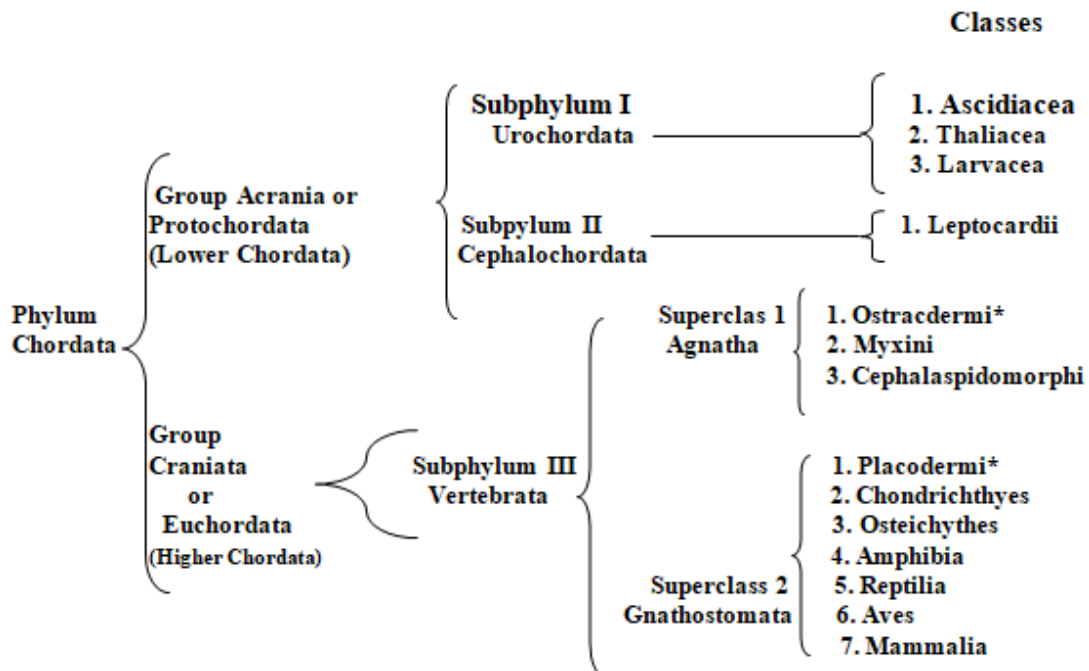 Classes
Subphylum I
Urochordata
1. Ascidiacea
2. Thaliacea
3. Larvacea
Group Acrania or
Protochordata
(Lower Chordata)
Subpylum II
Cephalochordata
1. Leptocardii
Phylum
Chordata
Superclas 1
Agnatha
1. Ostracdermi*
2. Myxini
3. Cephalaspidomorphi
Group
Craniata
or
Euchordata
(Higher Chordata)
Subphylum III
Vertebrata
Superclass 2
Gnathostomata
1. Placodermi*
2. Chondrichthyes
3. Osteichythes
4. Amphibia
5. Reptilia
6. Aves
7. Mammalia